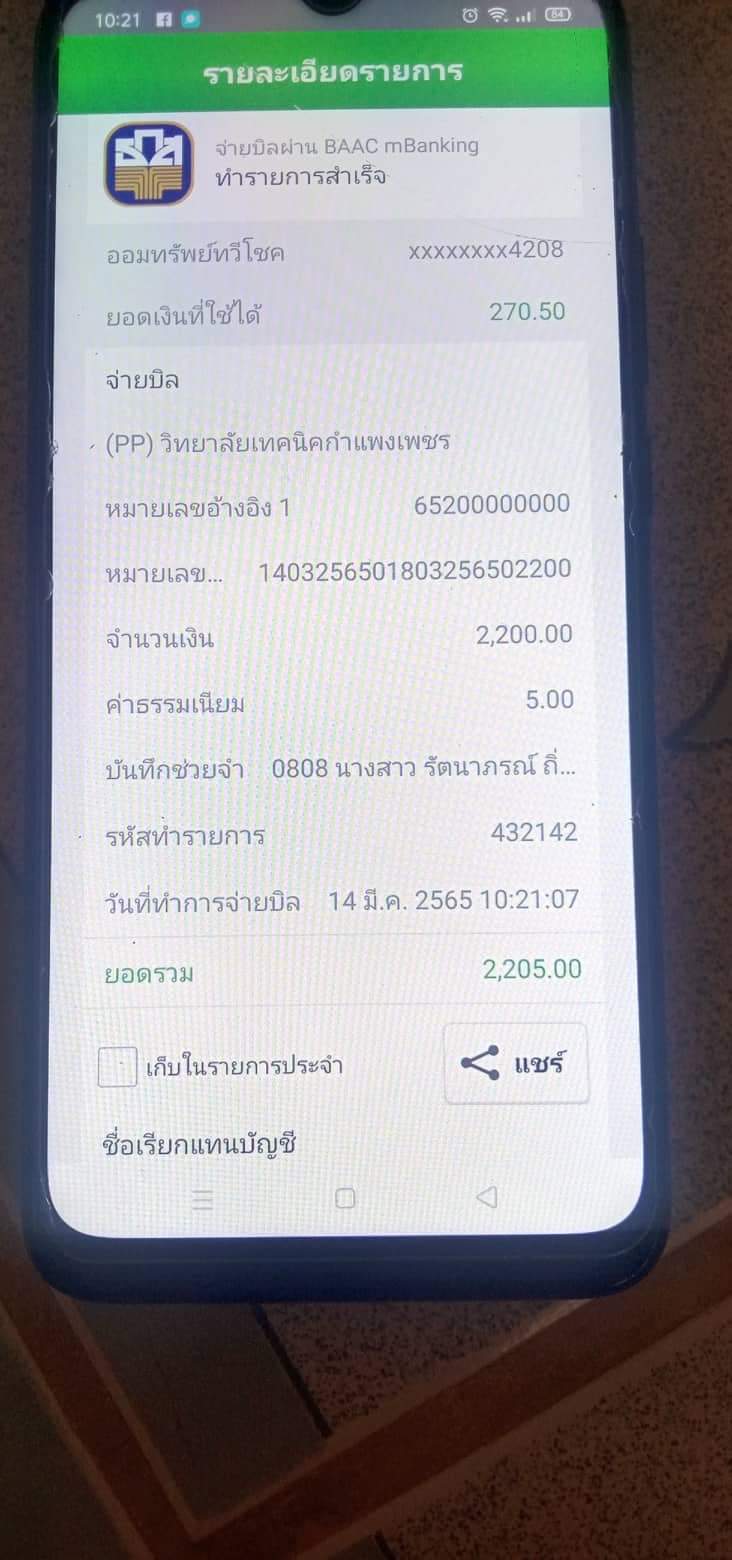 10:21
84
รายละเอียดรายการ
ธกส
จ่ายบิลผ่าน BAAC mBanking
ทำรายการสำเร็จ
ออมทรัพย์ทวีโชค xxxxxxxx4208
ยอดเงินที่ใช้ได้ 270.50
จ่ายบิล
(PP) วิทยาลัยเทคนิคกำแพงเพชร
หมายเลขอ้างอิง 1 65200000000
หมายเลข... 1403256501803256502200
จำนวนเงิน 2,200.00
ค่าธรรมเนียม 5.00
บันทึกช่วยจำ 0808 นางสาว รัตนาภรณ์ ถิ่...
รหัสทำรายการ 432142
วันที่ทำการจ่ายบิล 14 มี.ค. 2565 10:21:07
ยอดรวม 2,205.00
เก็บในรายการประจำ แชร์
ชื่อเรียกแทนบัญชี